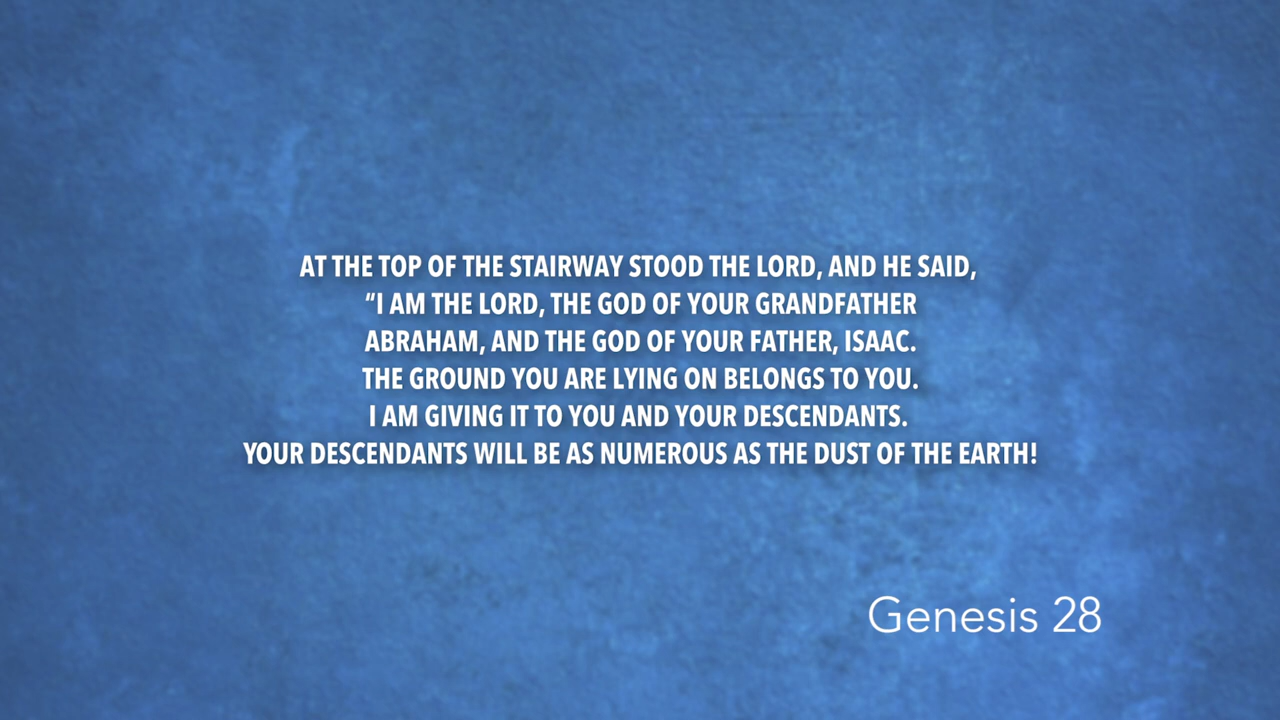 AT THE TOP OF THE STAIRWAY STOOD THE LORD, AND HE SAID,
“I AM THE LORD, THE GOD OF YOUR GRANDFATHER
ABRAHAM, AND THE GOD OF YOUR FATHER, ISAAC.
THE GROUND YOU ARE LYING ON BELONGS TO YOU.
I AM GIVING IT TO YOU AND YOUR DESCENDANTS.
YOUR DESCENDANTS WILL BE AS NUMEROUS AS THE DUST OF THE EARTH!
Genesis 28